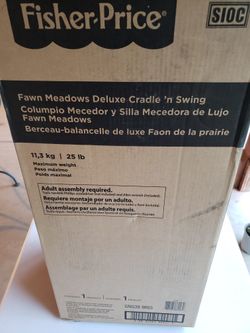 Fisher-Price®
SIOC
Fawn Meadows Deluxe Cradle 'n Swing
Columpio Mecedor y Silla Mecedora de Lujo
Fawn Meadows
Berceau-balancelle de luxe Faon de la prairie
11,3 kg | 25 lb
Maximum weight
Peso máximo
Poids maximal
Adult assembly required.
Requiere montaje por un adulto.
Assemblage par un adulte requis.